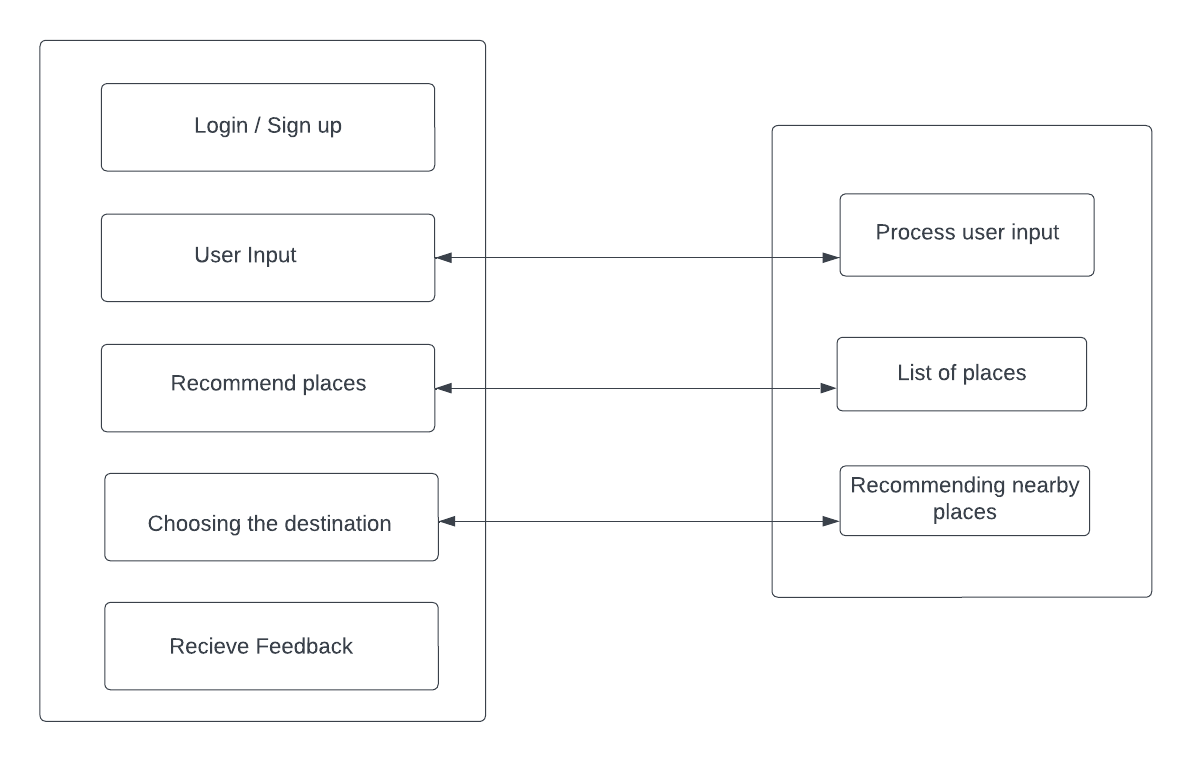 Login / Sign up
User Input
Recommend places
Choosing the destination
Recieve Feedback
Process user input
List of places
Recommending nearby
places